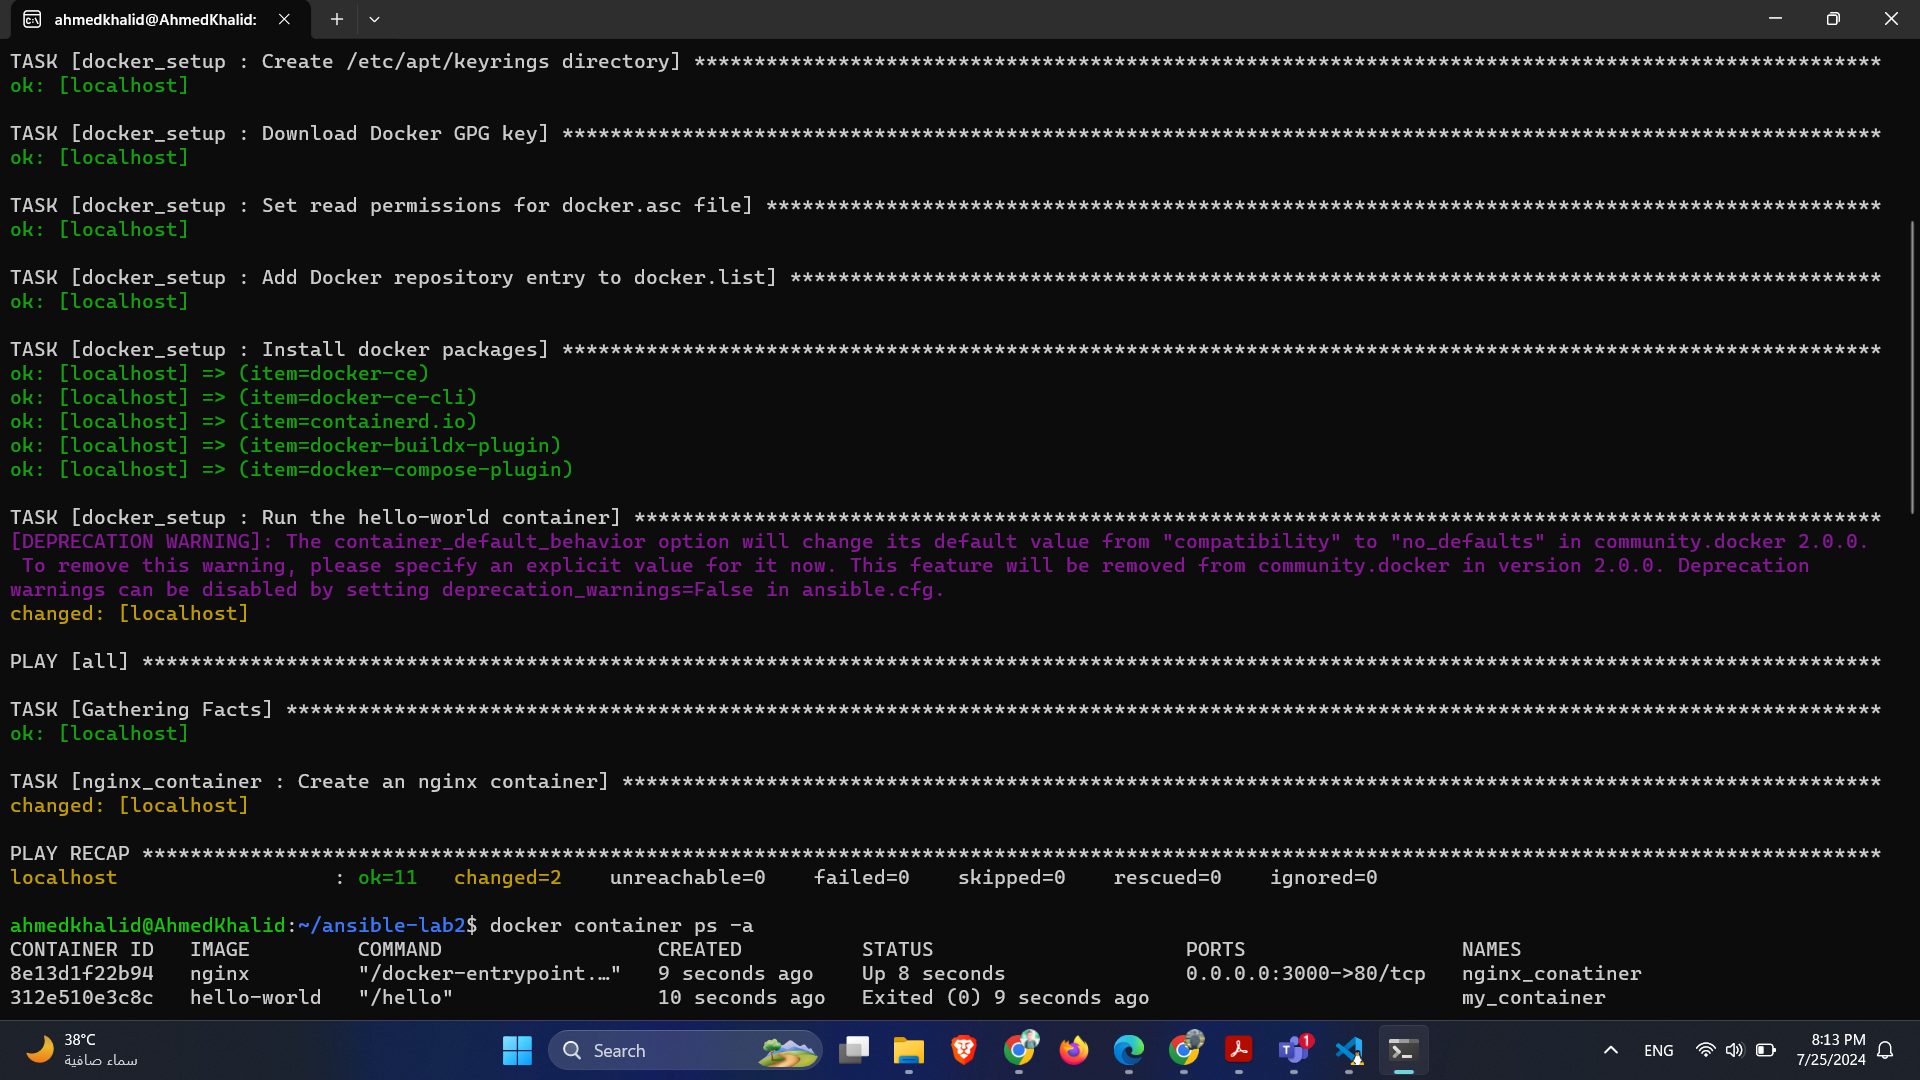 ahmedkhalid@AhmedKhalid:
TASK [docker_setup : Create /etc/apt/keyrings directory] ***************************************************************************************************
ok: [localhost]
TASK [docker_setup : Download Docker GPG key] **************************************************************************************************************
ok: [localhost]
TASK [docker_setup : Set read permissions for docker.asc file] *********************************************************************************************
ok: [localhost]
TASK [docker_setup : Add Docker repository entry to docker.list] *******************************************************************************************
ok: [localhost]
TASK [docker_setup : Install docker packages] **************************************************************************************************************
ok: [localhost] => (item=docker-ce)
ok: [localhost] => (item=docker-ce-cli)
ok: [localhost] => (item=containerd.io)
ok: [localhost] => (item=docker-buildx-plugin)
ok: [localhost] => (item=docker-compose-plugin)
TASK [docker_setup : Run the hello-world container] ********************************************************************************************************
[DEPRECATION WARNING]: The container_default_behavior option will change its default value from "compatibility" to "no_defaults" in community.docker 2.0.0.
To remove this warning, please specify an explicit value for it now. This feature will be removed from community.docker in version 2.0.0. Deprecation
warnings can be disabled by setting deprecation_warnings=False in ansible.cfg.
changed: [localhost]
PLAY [all] *************************************************************************************************************************************************
TASK [Gathering Facts] *************************************************************************************************************************************
ok: [localhost]
TASK [nginx_container : Create an nginx container] *********************************************************************************************************
changed: [localhost]
PLAY RECAP *************************************************************************************************************************************************
localhost                  : ok=11   changed=2    unreachable=0    failed=0    skipped=0    rescued=0    ignored=0
ahmedkhalid@AhmedKhalid:~/ansible-lab2$ docker container ps -a
CONTAINER ID   IMAGE         COMMAND                  CREATED          STATUS                     PORTS                  NAMES
8e13d1f22b94   nginx         "/docker-entrypoint.…"   9 seconds ago    Up 8 seconds               0.0.0.0:3000->80/tcp   nginx_conatiner
312e510e3c8c   hello-world   "/hello"                 10 seconds ago   Exited (0) 9 seconds ago                          my_container
38°C
سماء صافية
Search
1
ENG
8:13 PM
7/25/2024